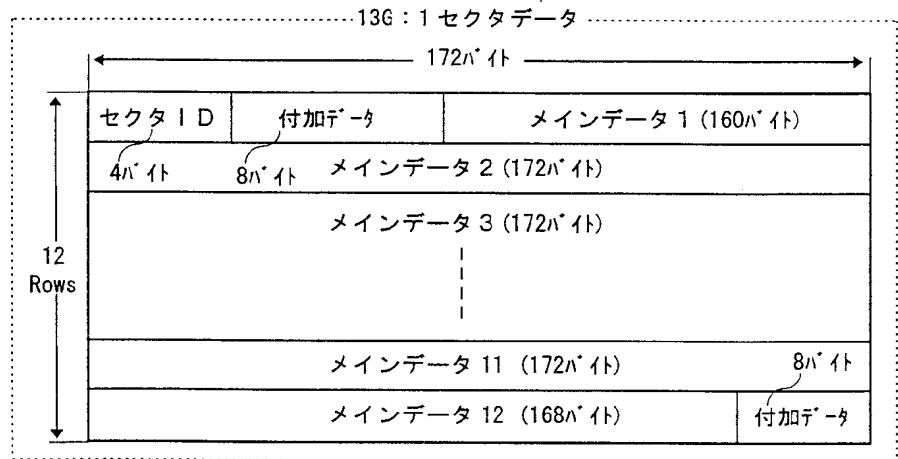 13G：1セクタデータ
172ﾊﾞｲﾄ
セクタID 付加ﾃﾞｰﾀ メインデータ1(160ﾊﾞｲﾄ)
4ﾊﾞｲﾄ 8ﾊﾞｲﾄ メインデータ2(172ﾊﾞｲﾄ)
メインデータ3(172ﾊﾞｲﾄ)
12
Rows
メインデータ11(172ﾊﾞｲﾄ) 8ﾊﾞｲﾄ
メインデータ12(168ﾊﾞｲﾄ) 付加ﾃﾞｰﾀ